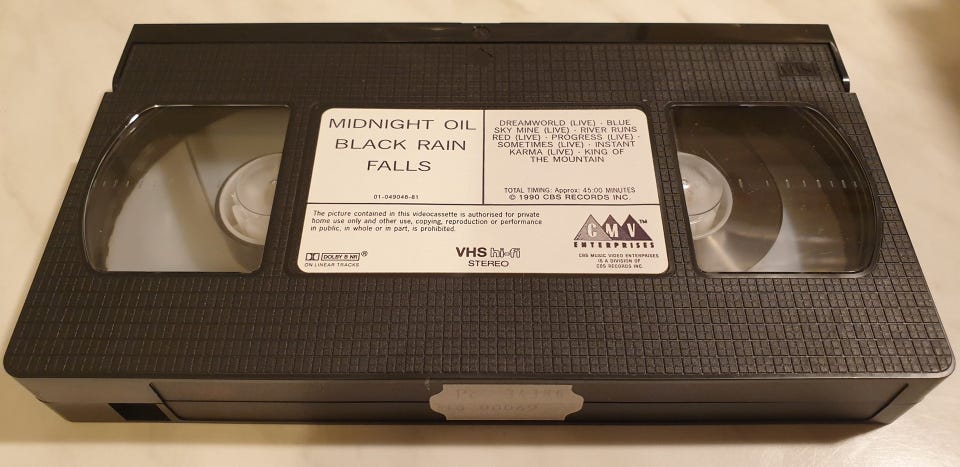 MIDNIGHT OIL
BLACK RAIN
FALLS
01-049048-81
DREAMWORLD (LIVE) · BLUE
SKY MINE (LIVE) · RIVER RUNS
RED (LIVE) · PROGRESS (LIVE) ·
SOMETIMES (LIVE) · INSTANT
KARMA (LIVE) · KING OF
THE MOUNTAIN
TOTAL TIMING: Approx: 45:00 MINUTES
© 1990 CBS RECORDS INC.
The picture contained in this videocassette is authorised for private
home use only and other use, copying, reproduction or performance
in public, in whole or in part, is prohibited.
DOLBY B NR ®
ON LINEAR TRACKS
VHS hi-fi
STEREO
CMV™
ENTERPRISES
CBS MUSIC VIDEO ENTERPRISES
IS A DIVISION OF
CBS RECORDS INC.